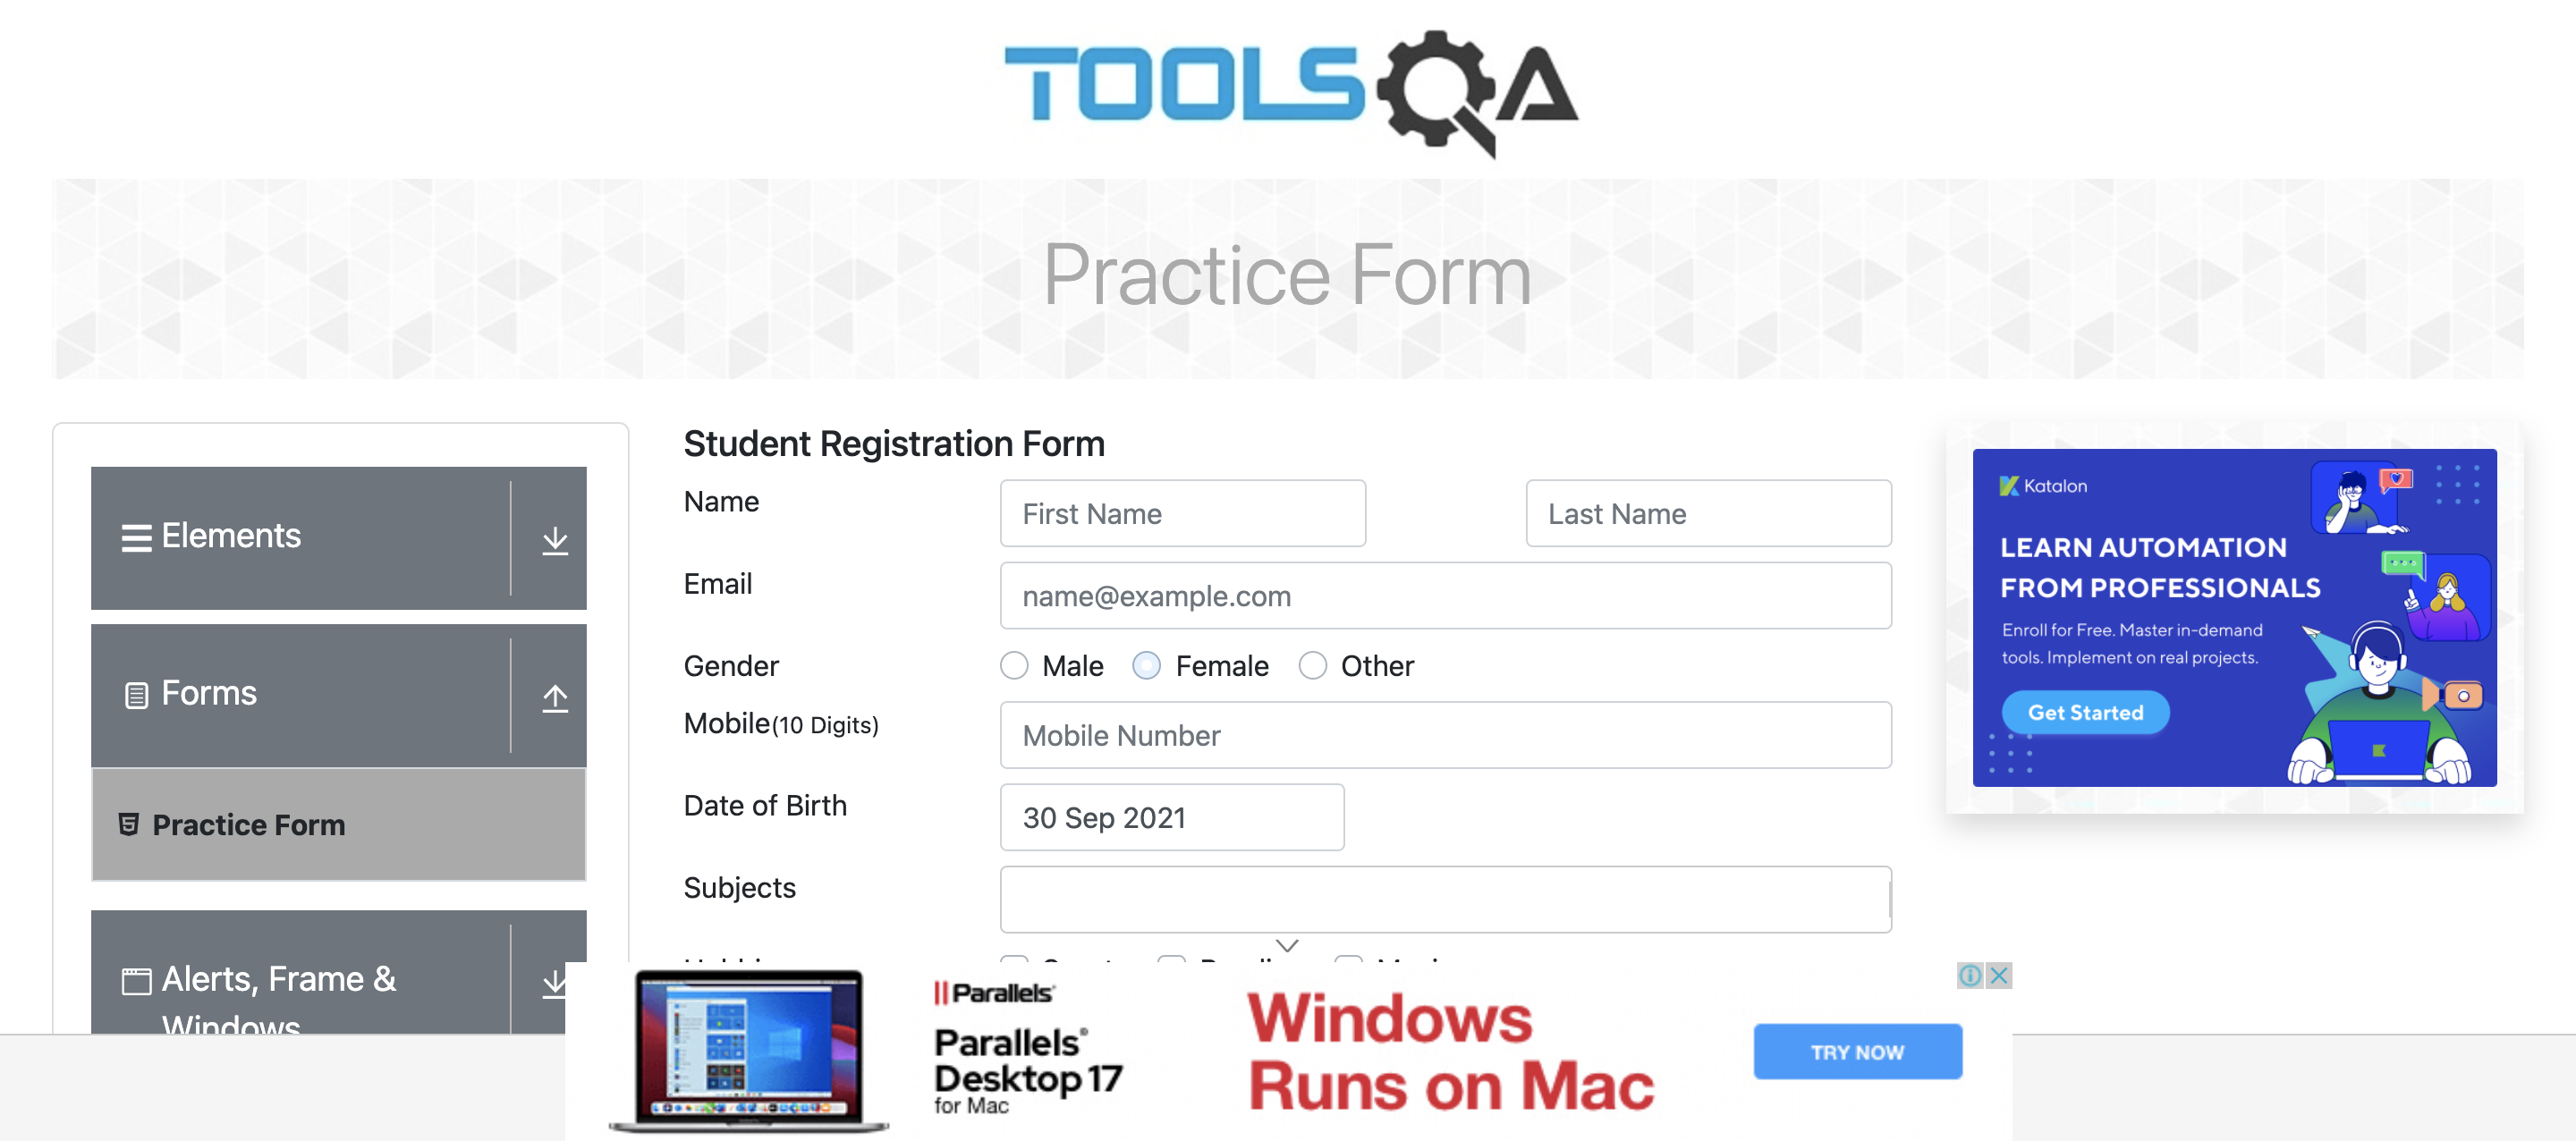 TOOLSQA
Practice Form
Elements
Forms
Practice Form
Alerts, Frame &
Windows
Student Registration Form
Name
First Name
Last Name
Email
name@example.com
Gender
Male
Female
Other
Mobile(10 Digits)
Mobile Number
Date of Birth
30 Sep 2021
Subjects
Katalon
LEARN AUTOMATION
FROM PROFESSIONALS
Enroll for Free. Master in-demand
tools. Implement on real projects.
Get Started
Parallels
Parallels®
Desktop 17
for Mac
Windows
Runs on Mac
TRY NOW